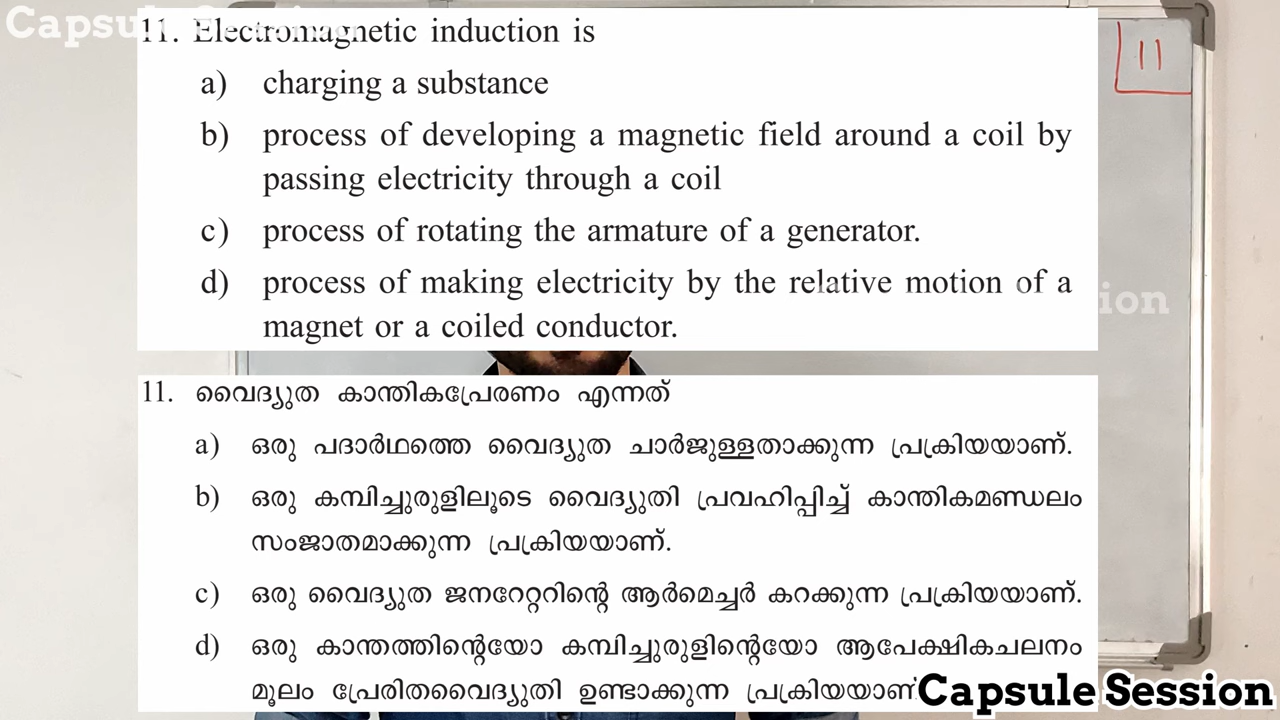 Capsule Session
11. Electromagnetic induction is
11
a) charging a substance
b) process of developing a magnetic field around a coil by
passing electricity through a coil
c) process of rotating the armature of a generator.
d) process of making electricity by the relative motion of a
magnet or a coiled conductor.
11. വൈദ്യുത കാന്തികപ്രേരണം എന്നത്
a) ഒരു പദാർഥത്തെ വൈദ്യുത ചാർജുള്ളതാക്കുന്ന പ്രക്രിയയാണ്.
b) ഒരു കമ്പിച്ചുരുളിലൂടെ വൈദ്യുതി പ്രവഹിപ്പിച്ച് കാന്തികമണ്ഡലം
സംജാതമാക്കുന്ന പ്രക്രിയയാണ്.
c) ഒരു വൈദ്യുത ജനറേറ്ററിന്റെ ആർമെച്ചർ കറക്കുന്ന പ്രക്രിയയാണ്.
d) ഒരു കാന്തത്തിന്റെയോ കമ്പിച്ചുരുളിന്റെയോ ആപേക്ഷികചലനം
മൂലം പ്രേരിതവൈദ്യുതി ഉണ്ടാക്കുന്ന പ്രക്രിയയാണ്
Capsule Session